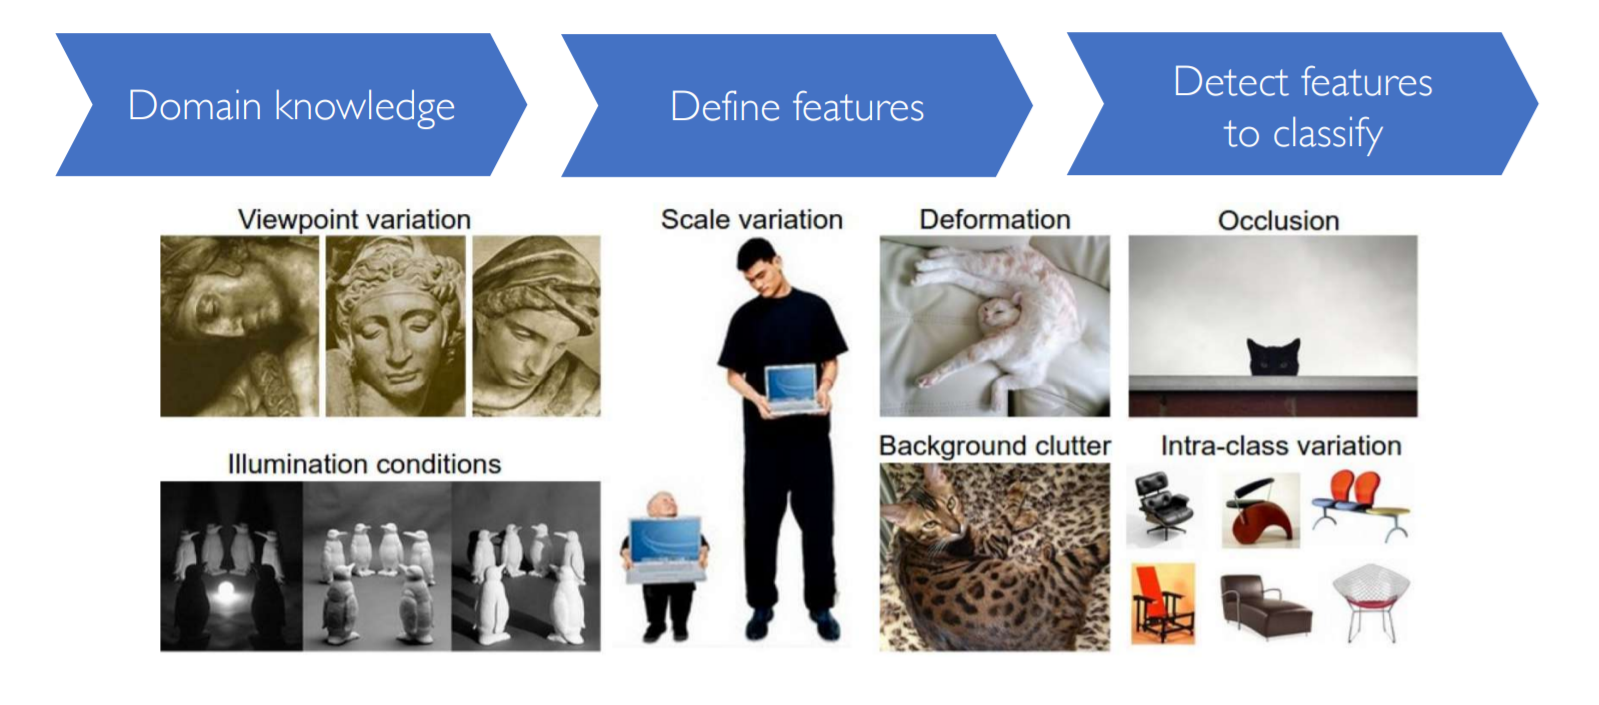 Domain knowledge
Define features
Detect features
to classify
Viewpoint variation
Scale variation
Deformation
Occlusion
Illumination conditions
Background clutter
Intra-class variation